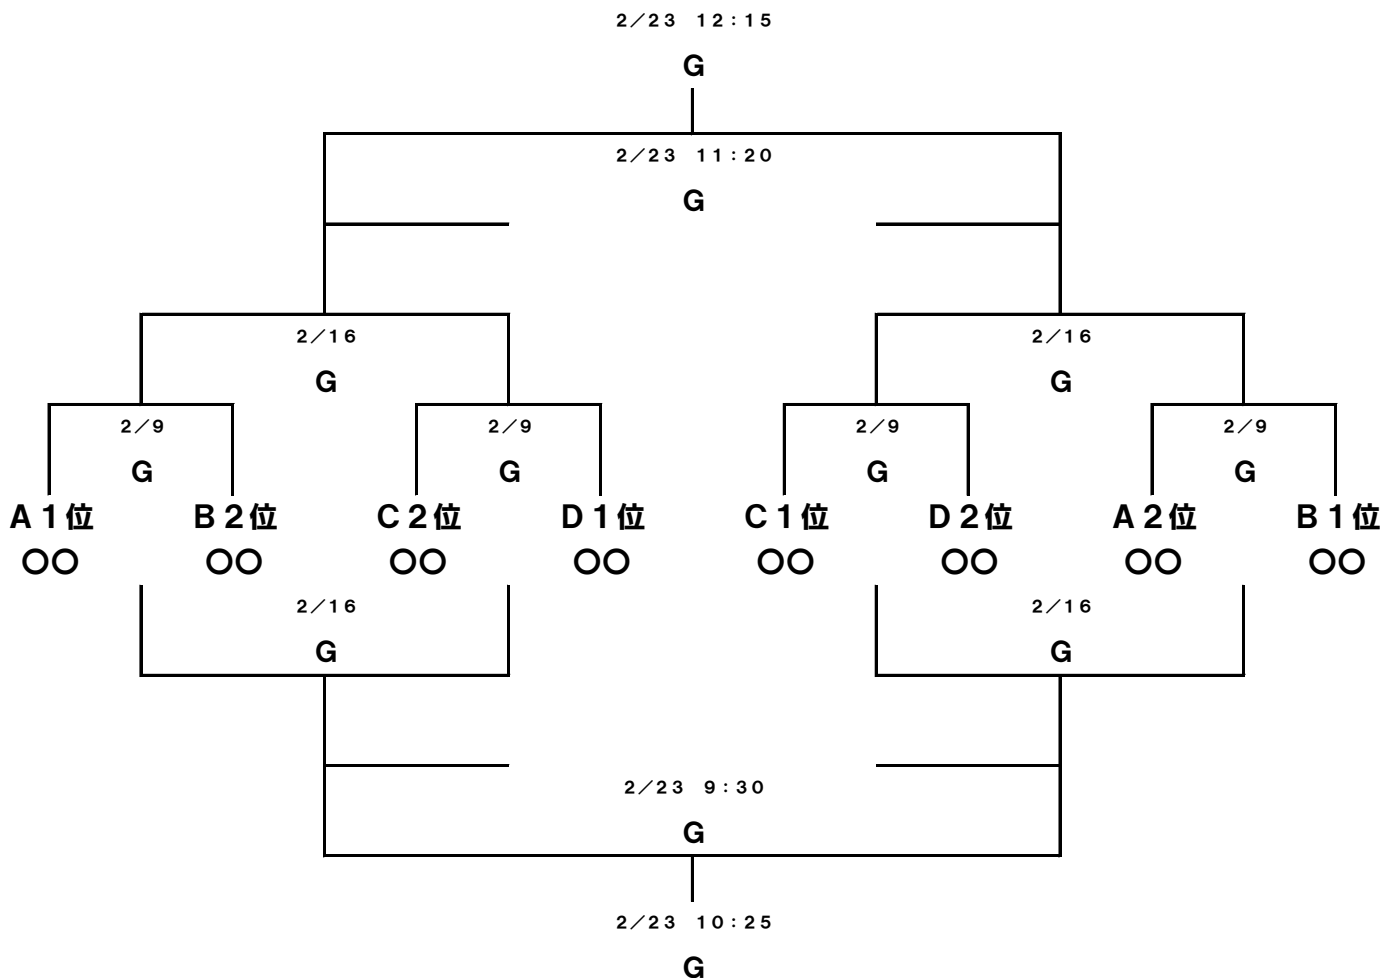 2／23　12：15
G
2／23　11：20
G
2／16　2／16
G　G
2／9　2／9　2／9　2／9
G　G　G　G
A１位　B２位　C２位　D１位　C１位　D２位　A２位　B１位
○○　○○　○○　○○　○○　○○　○○　○○
2／16　2／16
G　G
2／23　9：30
G
2／23　10：25
G